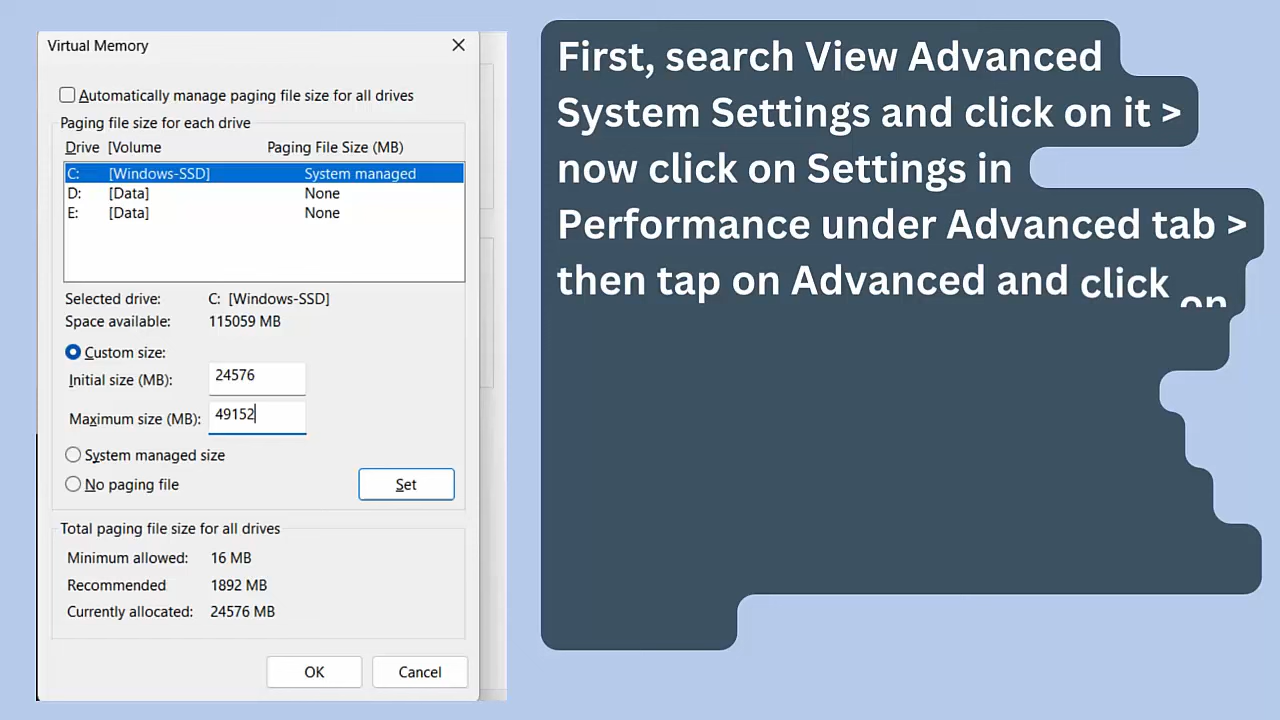 Virtual Memory
Automatically manage paging file size for all drives
Paging file size for each drive
Drive [Volume Paging File Size (MB)
C: [Windows-SSD] System managed
D: [Data] None
E: [Data] None
Selected drive: C: [Windows-SSD]
Space available: 115059 MB
Custom size:
Initial size (MB): 24576
Maximum size (MB): 49152
System managed size
No paging file
Set
Total paging file size for all drives
Minimum allowed: 16 MB
Recommended 1892 MB
Currently allocated: 24576 MB
OK Cancel
First, search View Advanced
System Settings and click on it >
now click on Settings in
Performance under Advanced tab >
then tap on Advanced and click on